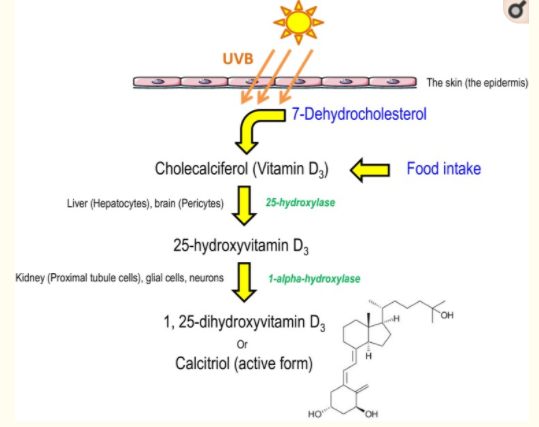 UVB
The skin (the epidermis)
7-Dehydrocholesterol
Cholecalciferol (Vitamin D3)
Food intake
Liver (Hepatocytes), brain (Pericytes)
25-hydroxylase
25-hydroxyvitamin D3
Kidney (Proximal tubule cells), glial cells, neurons
1-alpha-hydroxylase
1, 25-dihydroxyvitamin D3
Or
Calcitriol (active form)
H
OH
H
HO
OH